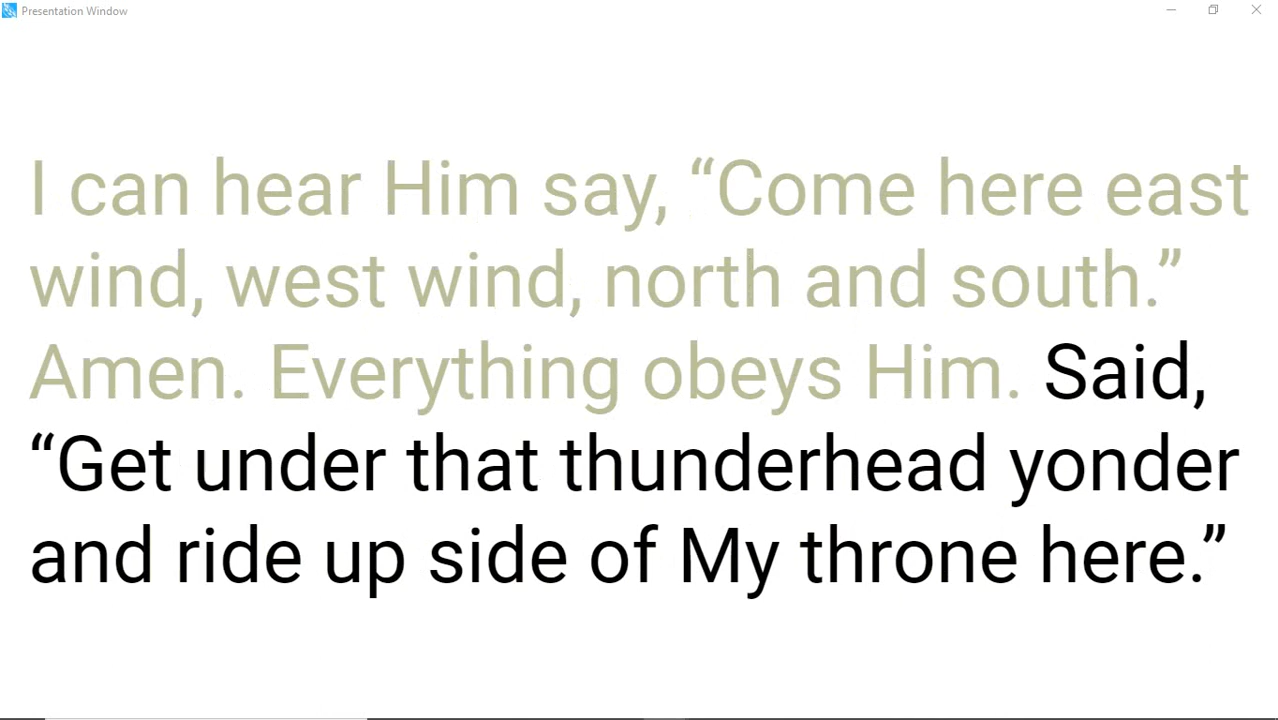 Presentation Window
I can hear Him say, “Come here east
wind, west wind, north and south.”
Amen. Everything obeys Him. Said,
“Get under that thunderhead yonder
and ride up side of My throne here.”